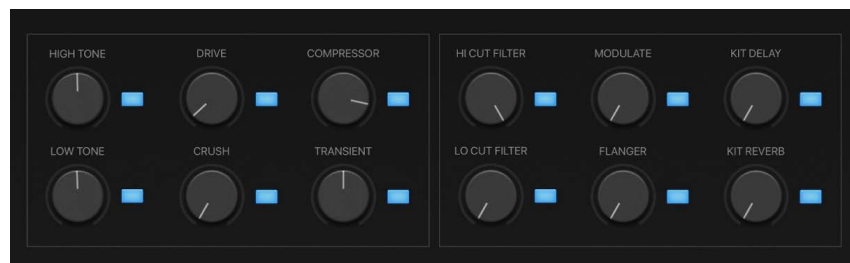 HIGH TONE
DRIVE
COMPRESSOR
HI CUT FILTER
MODULATE
KIT DELAY
LOW TONE
CRUSH
TRANSIENT
LO CUT FILTER
FLANGER
KIT REVERB